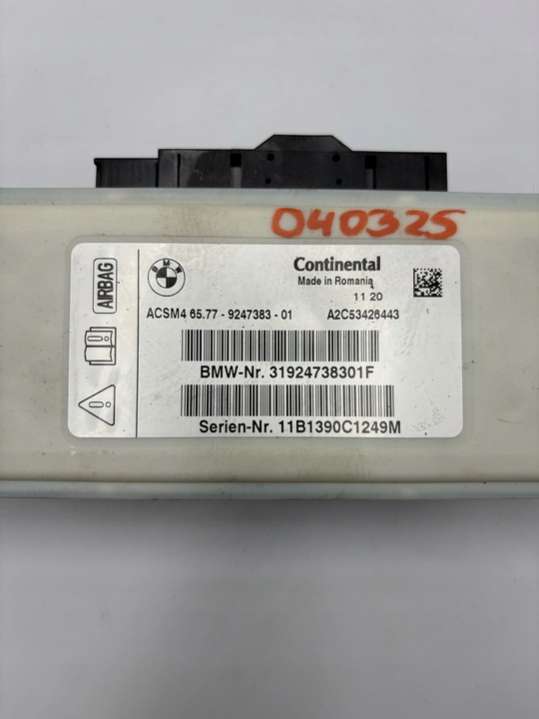 040325
AIRBAG
BMW
Continental
Made in Romania
11 20
ACSM4 65.77 - 9247383 - 01 A2C53426443
BMW-Nr. 31924738301F
Serien-Nr. 11B1390C1249M